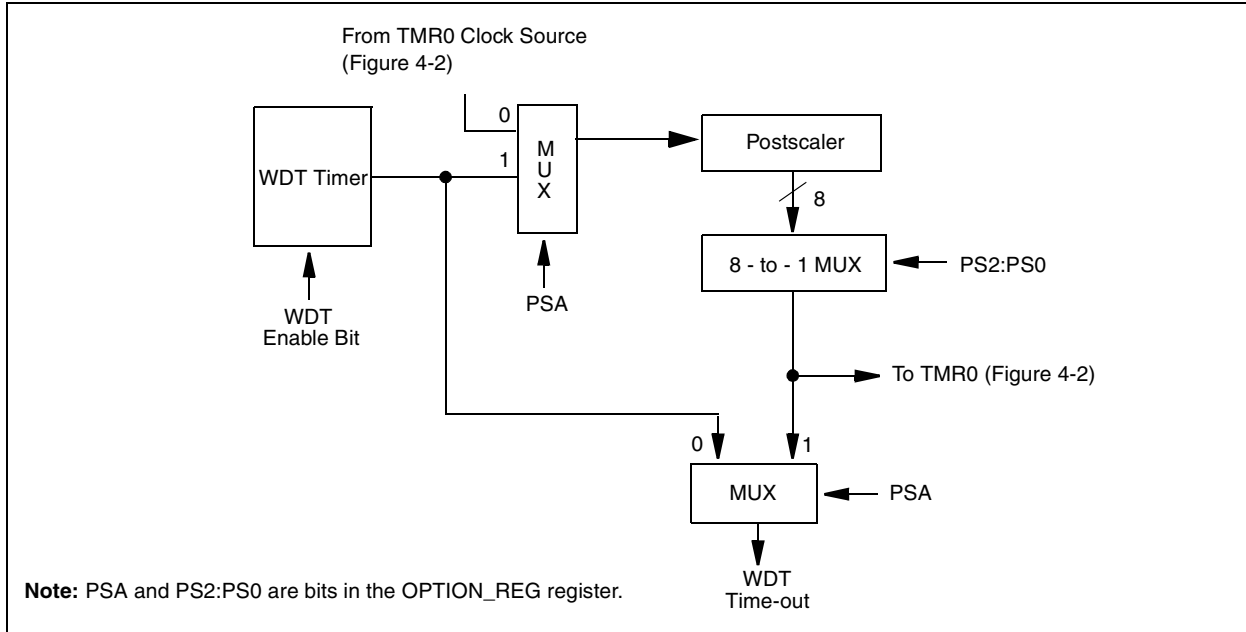 From TMR0 Clock Source
(Figure 4-2)
0
1
WDT Timer
M
U
X
Postscaler
8
8 - to - 1 MUX
PS2:PS0
PSA
WDT
Enable Bit
To TMR0 (Figure 4-2)
0
1
MUX
PSA
WDT
Time-out
Note: PSA and PS2:PS0 are bits in the OPTION_REG register.